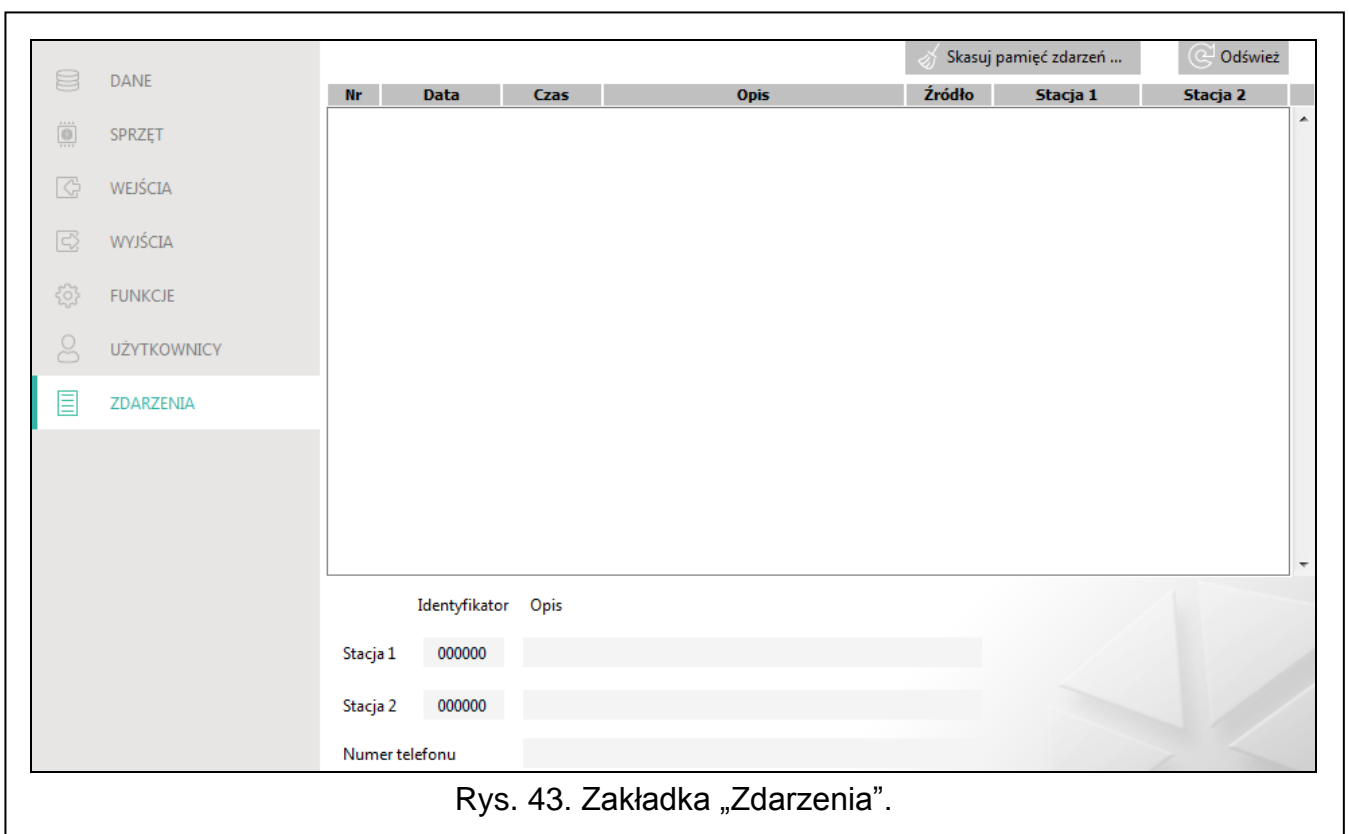 Skasuj pamięć zdarzeń ... Odśwież
DANE
Nr Data Czas Opis Źródło Stacja 1 Stacja 2
SPRZĘT
WEJŚCIA
WYJŚCIA
FUNKCJE
UŻYTKOWNICY
ZDARZENIA
Identyfikator Opis
Stacja 1 000000
Stacja 2 000000
Numer telefonu
Rys. 43. Zakładka „Zdarzenia”.